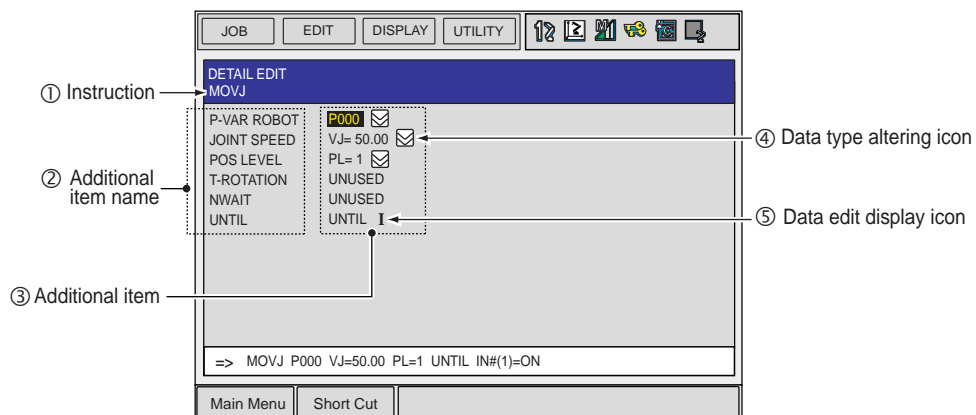 JOB EDIT DISPLAY UTILITY
DETAIL EDIT
① Instruction MOVJ
P-VAR ROBOT P000
JOINT SPEED VJ= 50.00 ④ Data type altering icon
POS LEVEL PL= 1
② Additional item name
T-ROTATION UNUSED
NWAIT UNUSED
UNTIL UNTIL ⑤ Data edit display icon
③ Additional item
=> MOVJ P000 VJ=50.00 PL=1 UNTIL IN#(1)=ON
Main Menu Short Cut